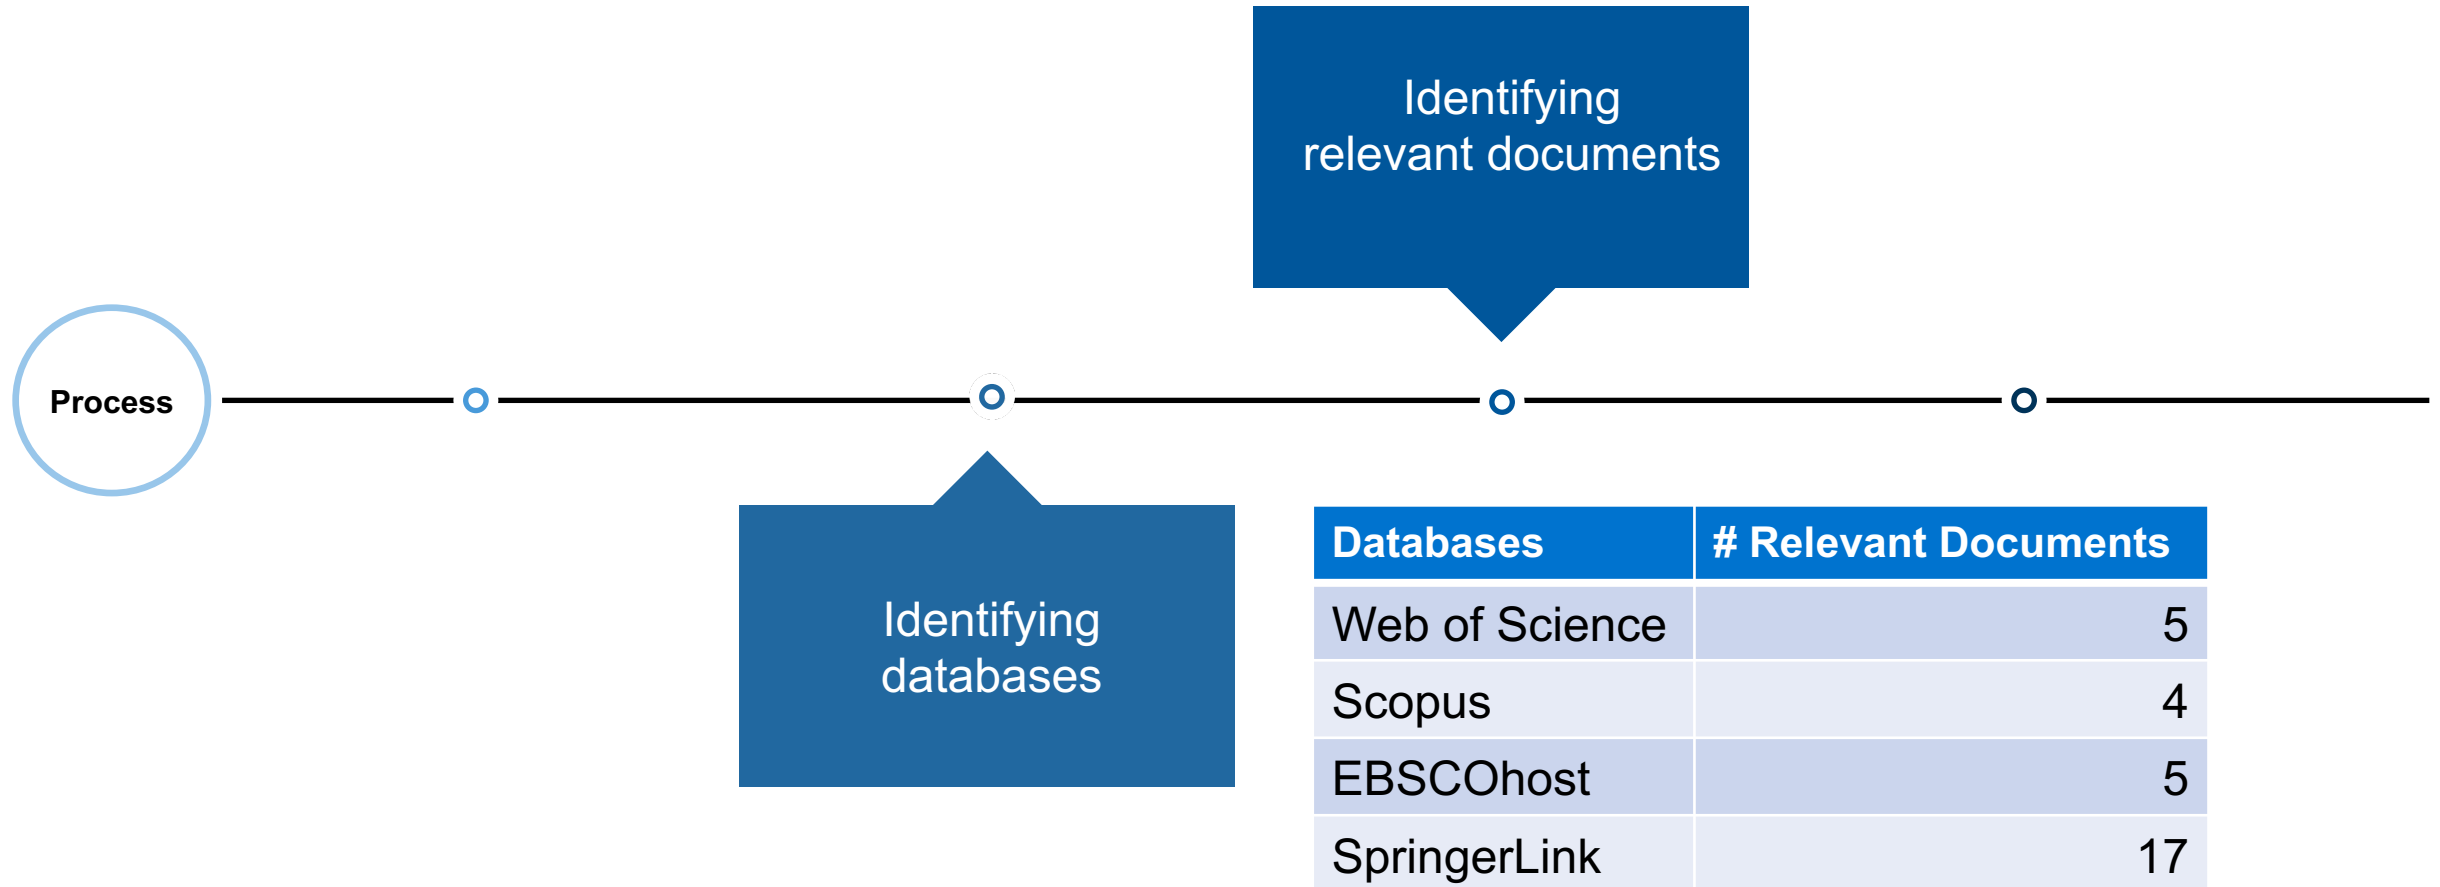 Identifying
relevant documents
Process
Identifying
databases
Databases # Relevant Documents
Web of Science 5
Scopus 4
EBSCOhost 5
SpringerLink 17